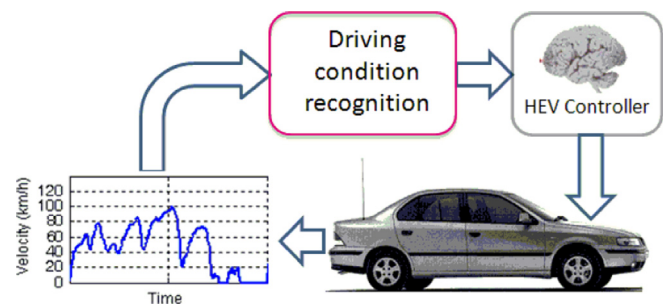 Driving
condition
recognition
HEV Controller
Velocity (km/h)
120
100
80
60
40
20
0
Time